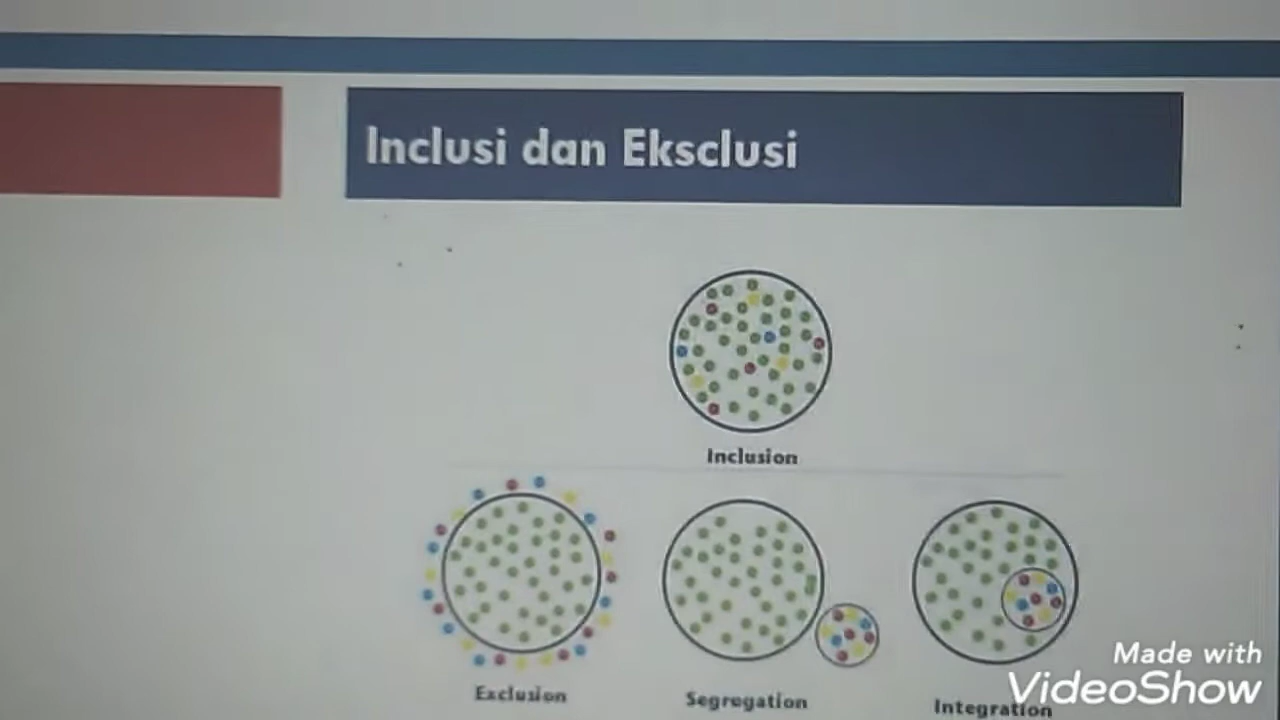 Inclusi dan Eksclusi
Inclusion
Exclusion
Segregation
Integration
Made with
VideoShow